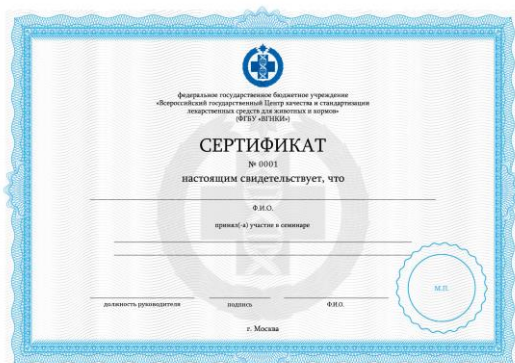 федеральное государственное бюджетное учреждение
«Всероссийский государственный Центр качества и стандартизации
лекарственных средств для животных и кормов»
(ФГБУ «ВГНКИ»)
СЕРТИФИКАТ
№ 0001
настоящим свидетельствует, что
Ф.И.О.
принял(-а) участие в семинаре
М.П.
должность руководителя подпись Ф.И.О.
г. Москва